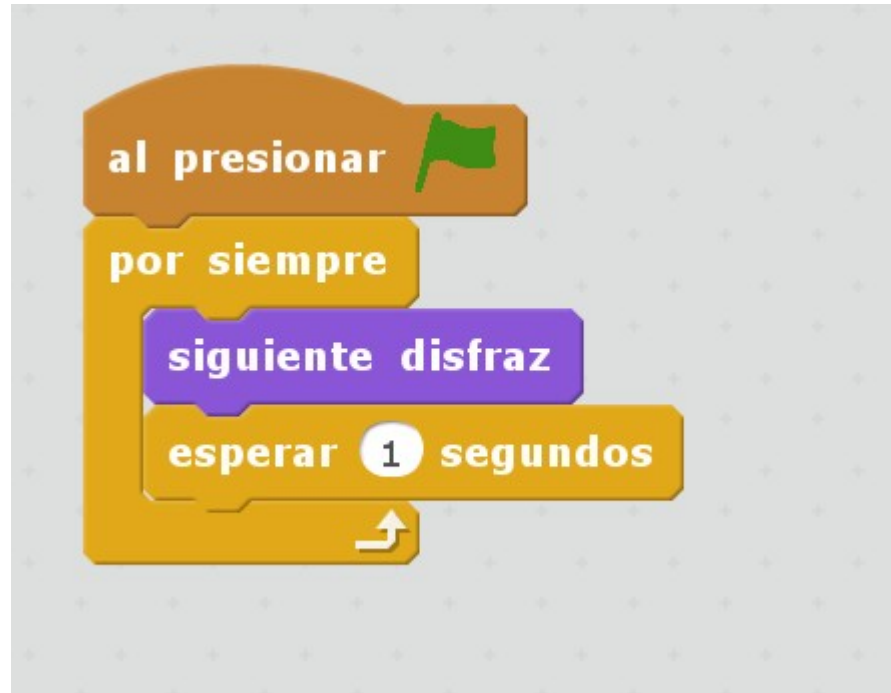 al presionar
por siempre
siguiente disfraz
esperar 1 segundos